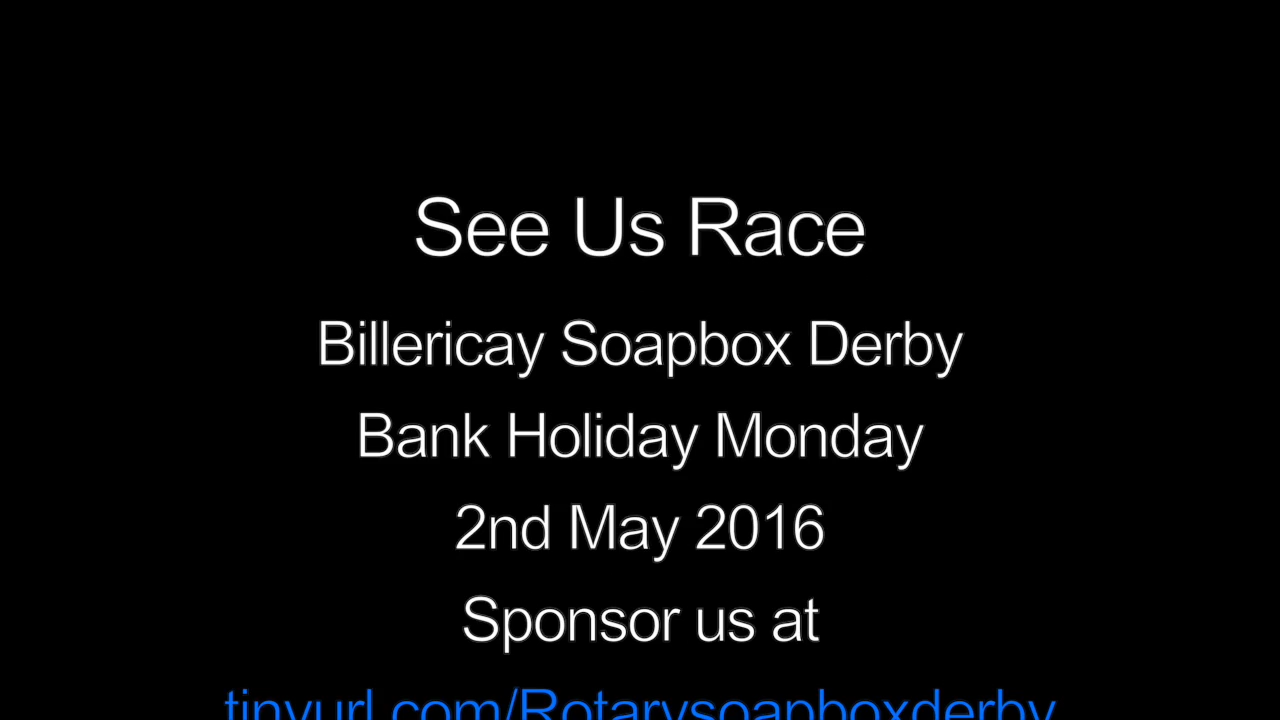 See Us Race
Billericay Soapbox Derby
Bank Holiday Monday
2nd May 2016
Sponsor us at
tinyurl.com/Rotarysoapboxderby